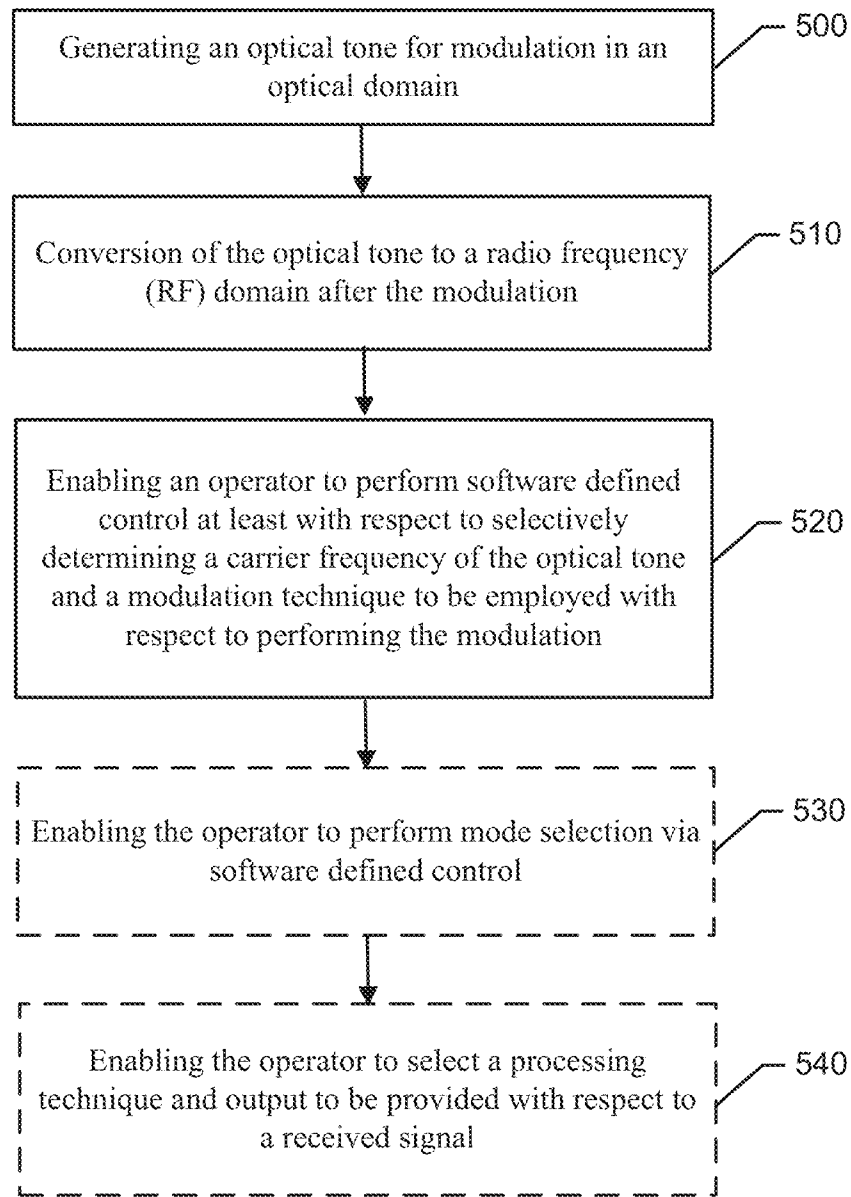 Generating an optical tone for modulation in an
optical domain
500
Conversion of the optical tone to a radio frequency
(RF) domain after the modulation
510
Enabling an operator to perform software defined
control at least with respect to selectively
determining a carrier frequency of the optical tone
and a modulation technique to be employed with
respect to performing the modulation
520
Enabling the operator to perform mode selection via
software defined control
530
Enabling the operator to select a processing
technique and output to be provided with respect to
a received signal
540